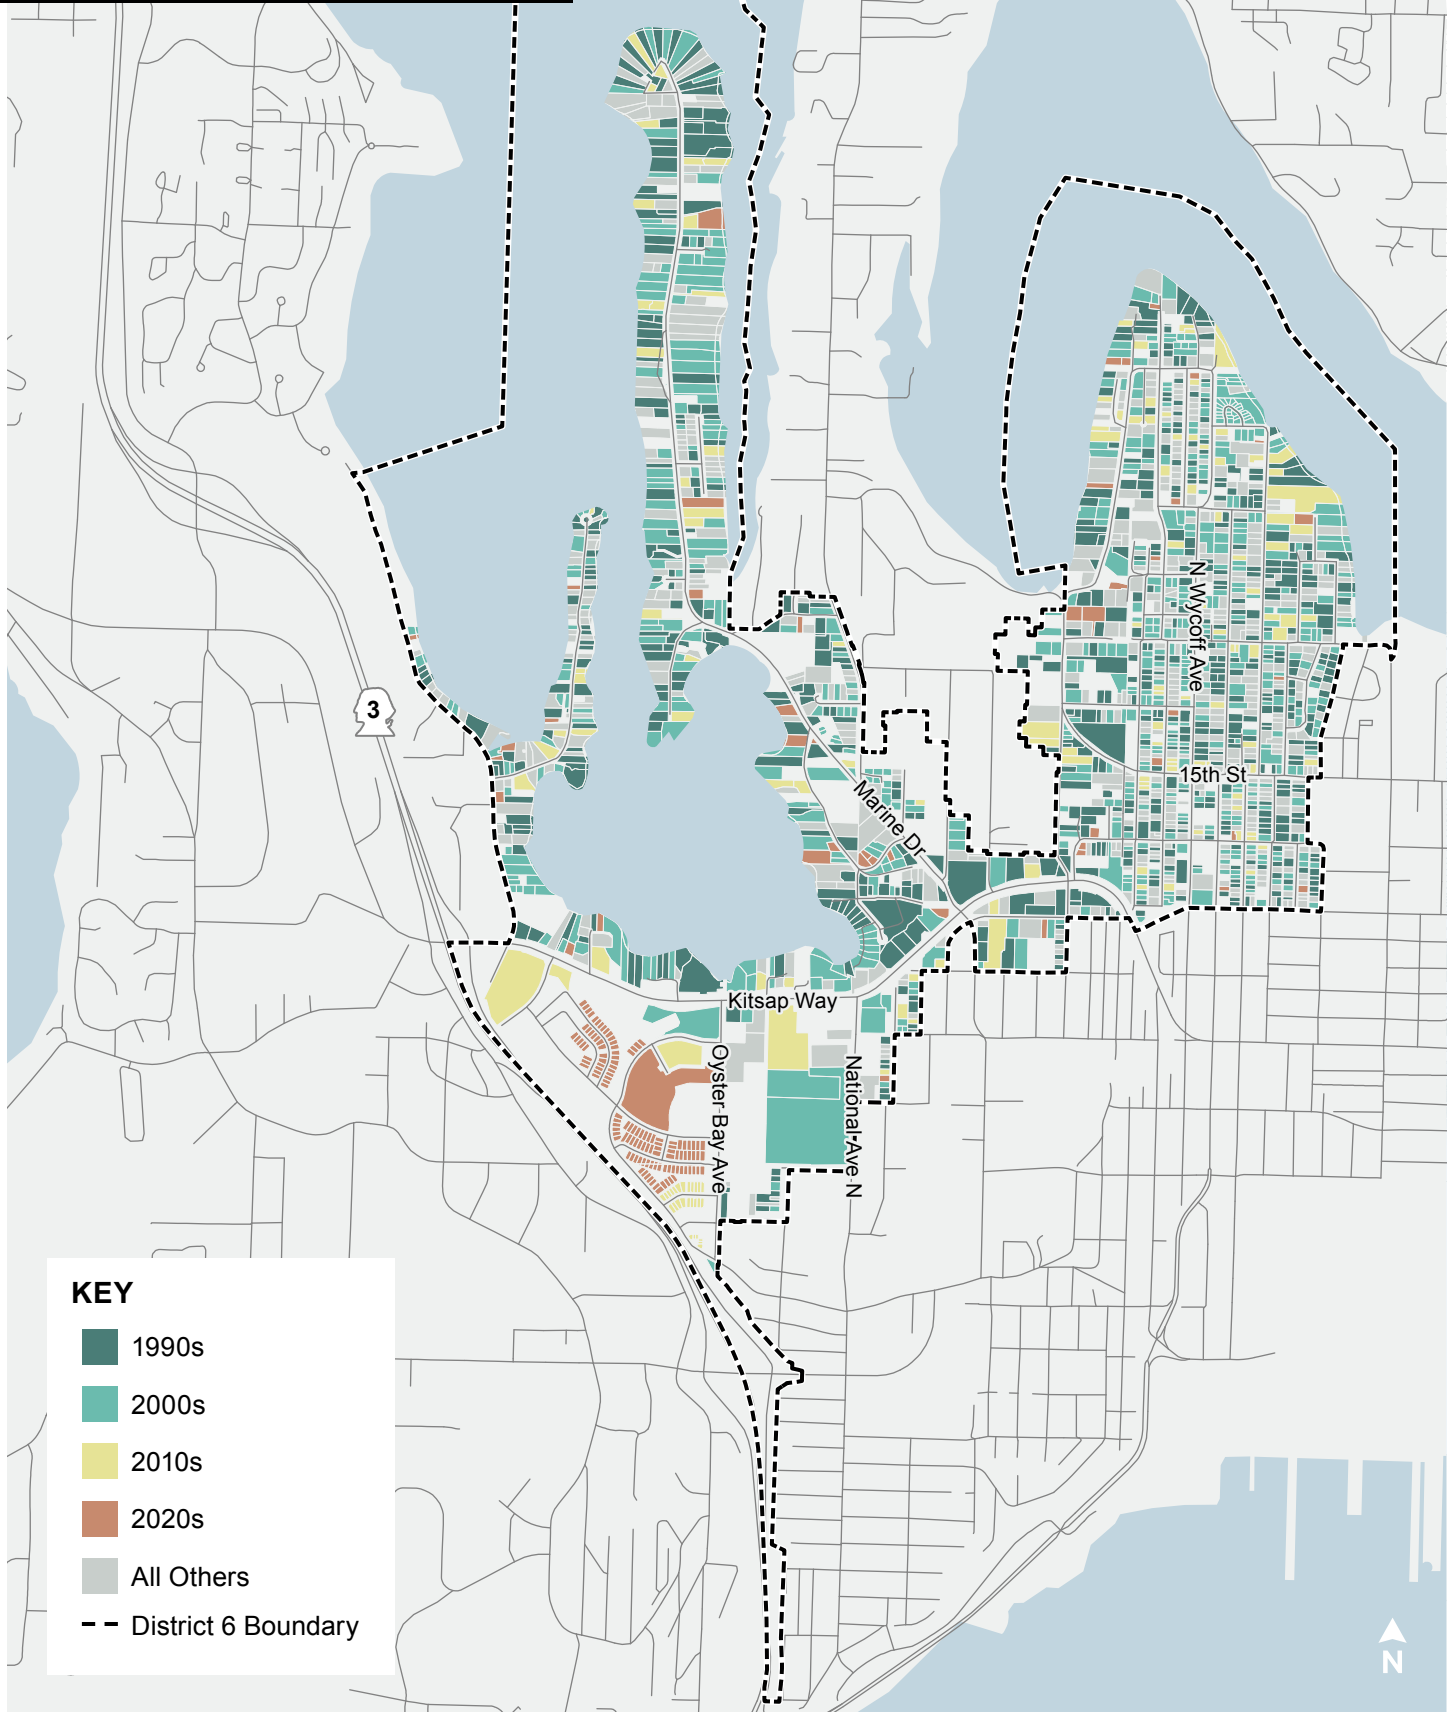 3
N Wycoff Ave
15th St
Marine Dr
Kitsap Way
Oyster Bay Ave
National Ave N
KEY
1990s
2000s
2010s
2020s
All Others
District 6 Boundary
N